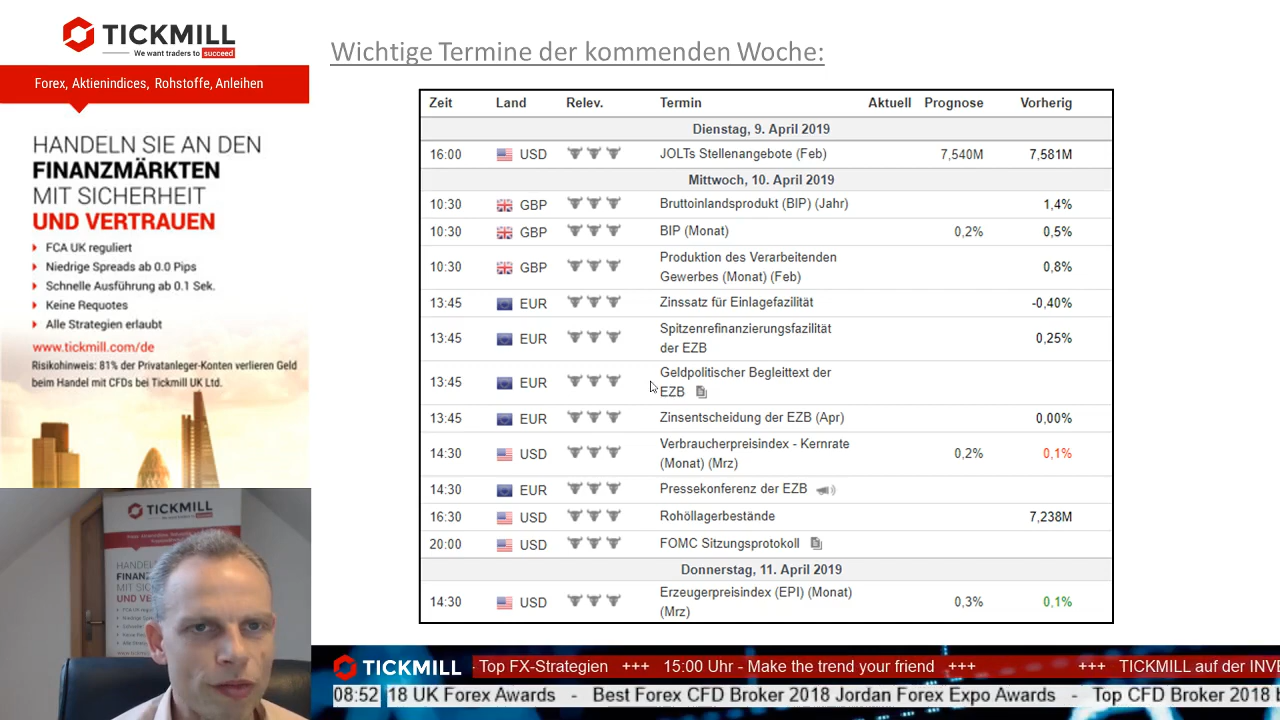 TICKMILL
We want traders to succeed
Forex, Aktienindices, Rohstoffe, Anleihen
HANDELN SIE AN DEN
FINANZMÄRKTEN
MIT SICHERHEIT
UND VERTRAUEN
FCA UK reguliert
Niedrige Spreads ab 0.0 Pips
Schnelle Ausführung ab 0.1 Sek.
Keine Requotes
Alle Strategien erlaubt
www.tickmill.com/de
Risikohinweis: 81% der Privatanleger-Konten verlieren Geld
beim Handel mit CFDs bei Tickmill UK Ltd.
TICKMILL
HANDEL
FINANZ
MIT SIC
UND VE
Wichtige Termine der kommenden Woche:
Zeit Land Relev. Termin Aktuell Prognose Vorherig
Dienstag, 9. April 2019
16:00 USD JOLTs Stellenangebote (Feb) 7,540M 7,581M
Mittwoch, 10. April 2019
10:30 GBP Bruttoinlandsprodukt (BIP) (Jahr) 1,4%
10:30 GBP BIP (Monat) 0,2% 0,5%
10:30 GBP Produktion des Verarbeitenden
Gewerbes (Monat) (Feb) 0,8%
13:45 EUR Zinssatz für Einlagefazilität -0,40%
13:45 EUR Spitzenrefinanzierungsfazilität
der EZB 0,25%
13:45 EUR Geldpolitischer Begleittext der
EZB
13:45 EUR Zinsentscheidung der EZB (Apr) 0,00%
14:30 USD Verbraucherpreisindex - Kernrate
(Monat) (Mrz) 0,2% 0,1%
14:30 EUR Pressekonferenz der EZB
16:30 USD Rohöllagerbestände 7,238M
20:00 USD FOMC Sitzungsprotokoll
Donnerstag, 11. April 2019
14:30 USD Erzeugerpreisindex (EPI) (Monat)
(Mrz) 0,3% 0,1%
TICKMILL - Top FX-Strategien +++ 15:00 Uhr - Make the trend your friend +++ +++ TICKMILL auf der INVE
08:52 18 UK Forex Awards - Best Forex CFD Broker 2018 Jordan Forex Expo Awards - Top CFD Broker 2018 b